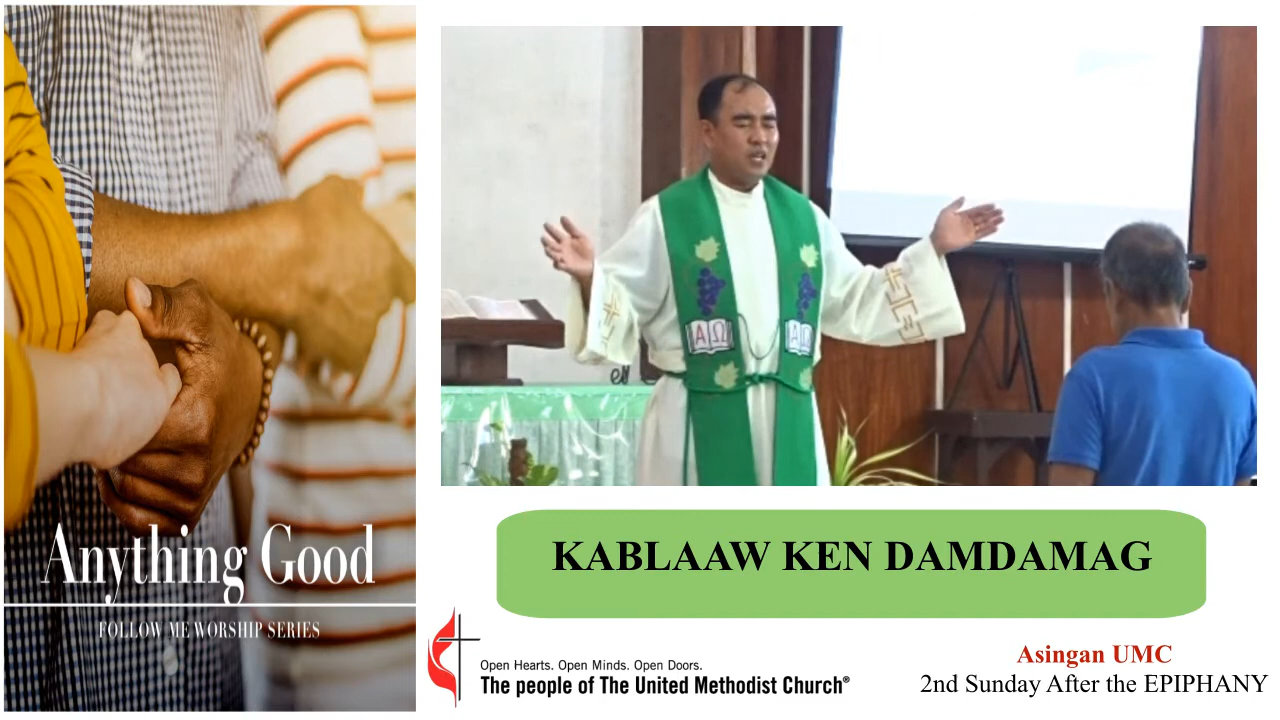 Anything Good
FOLLOW ME WORSHIP SERIES
Α Ω
Α Ω
KABLAAW KEN DAMDAMAG
Open Hearts. Open Minds. Open Doors.
The people of The United Methodist Church®
Asingan UMC
2nd Sunday After the EPIPHANY